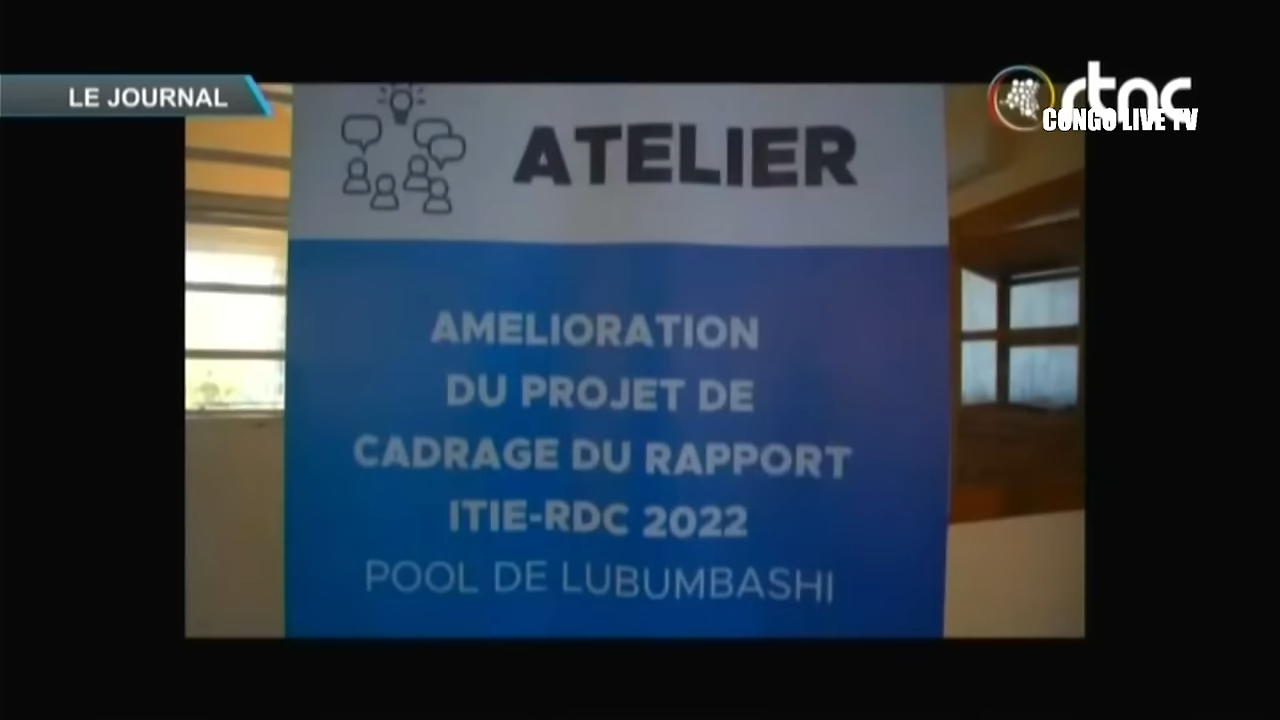 LE JOURNAL
rtnc
CONGO LIVE TV
ATELIER
AMELIORATION
DU PROJET DE
CADRAGE DU RAPPORT
ITIE-RDC 2022
POOL DE LUBUMBASHI